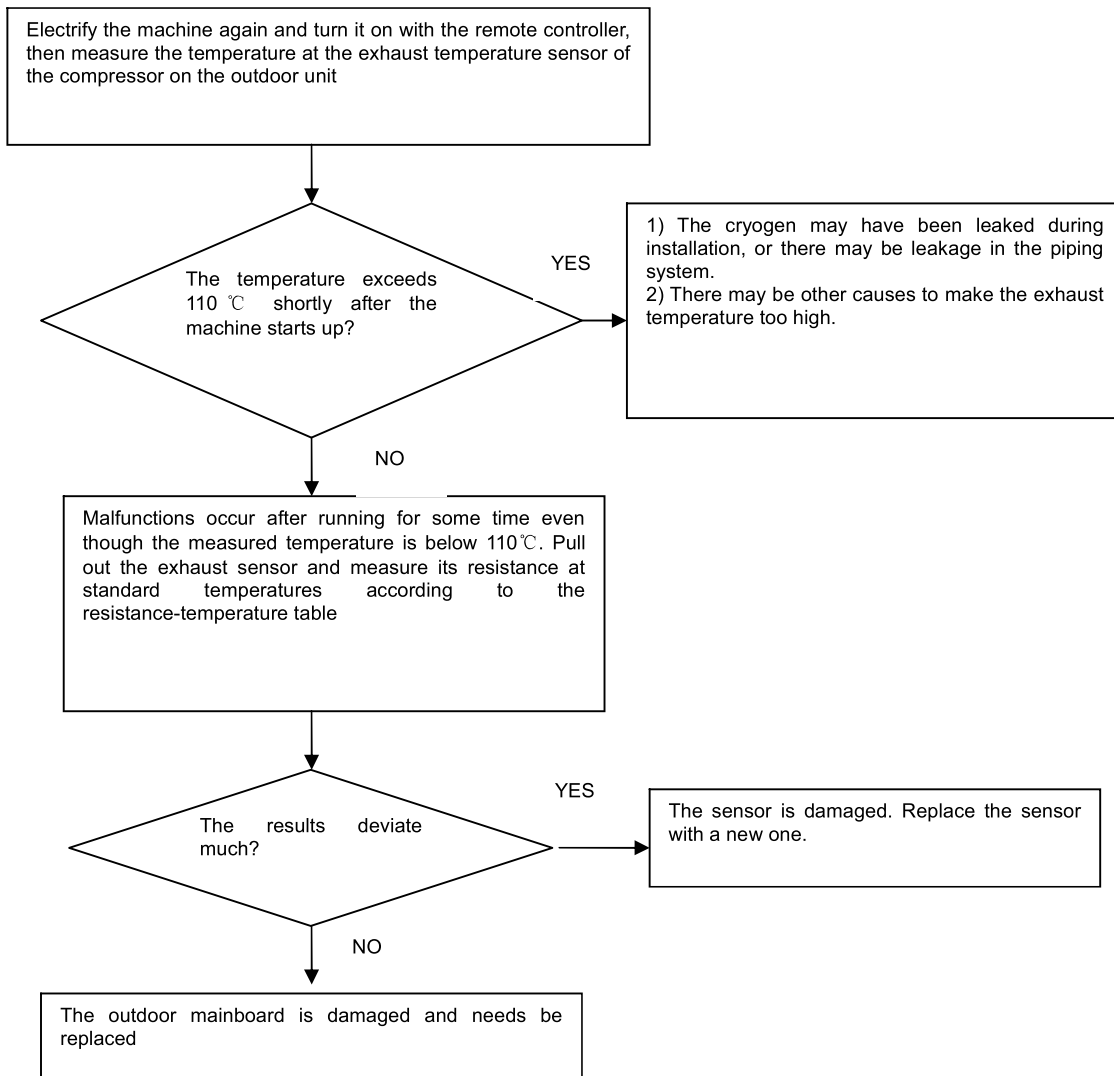 Electrify the machine again and turn it on with the remote controller,
then measure the temperature at the exhaust temperature sensor of
the compressor on the outdoor unit
The temperature exceeds
110 ℃ shortly after the
machine starts up?
YES
1) The cryogen may have been leaked during
installation, or there may be leakage in the piping
system.
2) There may be other causes to make the exhaust
temperature too high.
NO
Malfunctions occur after running for some time even
though the measured temperature is below 110℃. Pull
out the exhaust sensor and measure its resistance at
standard temperatures according to the
resistance-temperature table
The results deviate
much?
YES
The sensor is damaged. Replace the sensor
with a new one.
NO
The outdoor mainboard is damaged and needs be
replaced